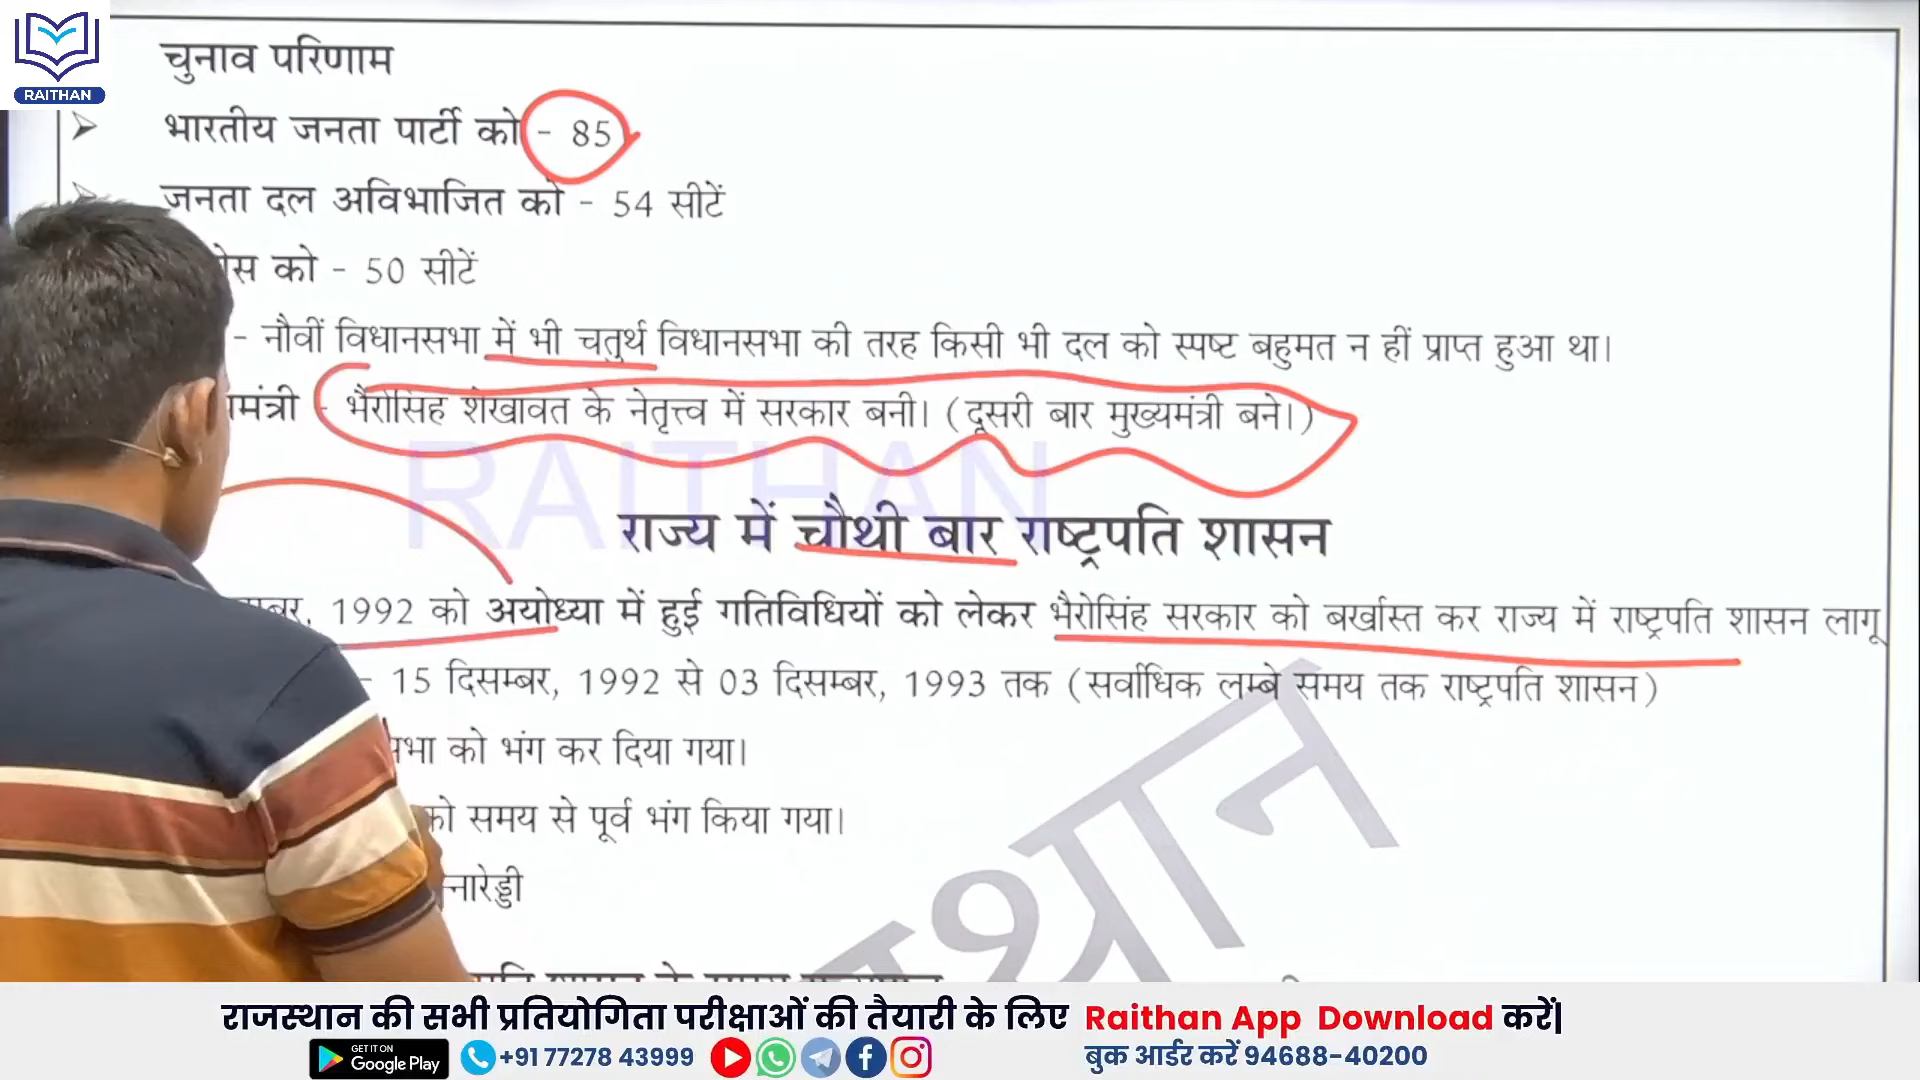 RAITHAN
चुनाव परिणाम
➢ भारतीय जनता पार्टी को - 85
जनता दल अविभाजित को - 54 सीटें
को - 50 सीटें
- नौवीं विधानसभा में भी चतुर्थ विधानसभा की तरह किसी भी दल को स्पष्ट बहुमत न हीं प्राप्त हुआ था।
- भैरोसिंह शेखावत के नेतृत्त्व में सरकार बनी। (दूसरी बार मुख्यमंत्री बने।)
RAITHAN
राज्य में चौथी बार राष्ट्रपति शासन
1992 को अयोध्या में हुई गतिविधियों को लेकर भैरोसिंह सरकार को बर्खास्त कर राज्य में राष्ट्रपति शासन लागू
- 15 दिसम्बर, 1992 से 03 दिसम्बर, 1993 तक (सर्वाधिक लम्बे समय तक राष्ट्रपति शासन)
को भंग कर दिया गया।
को समय से पूर्व भंग किया गया।
राजस्थान की सभी प्रतियोगिता परीक्षाओं की तैयारी के लिए Raithan App Download करें|
GET IT ON
Google Play
+91 77278 43999
बुक आर्डर करें 94688-40200